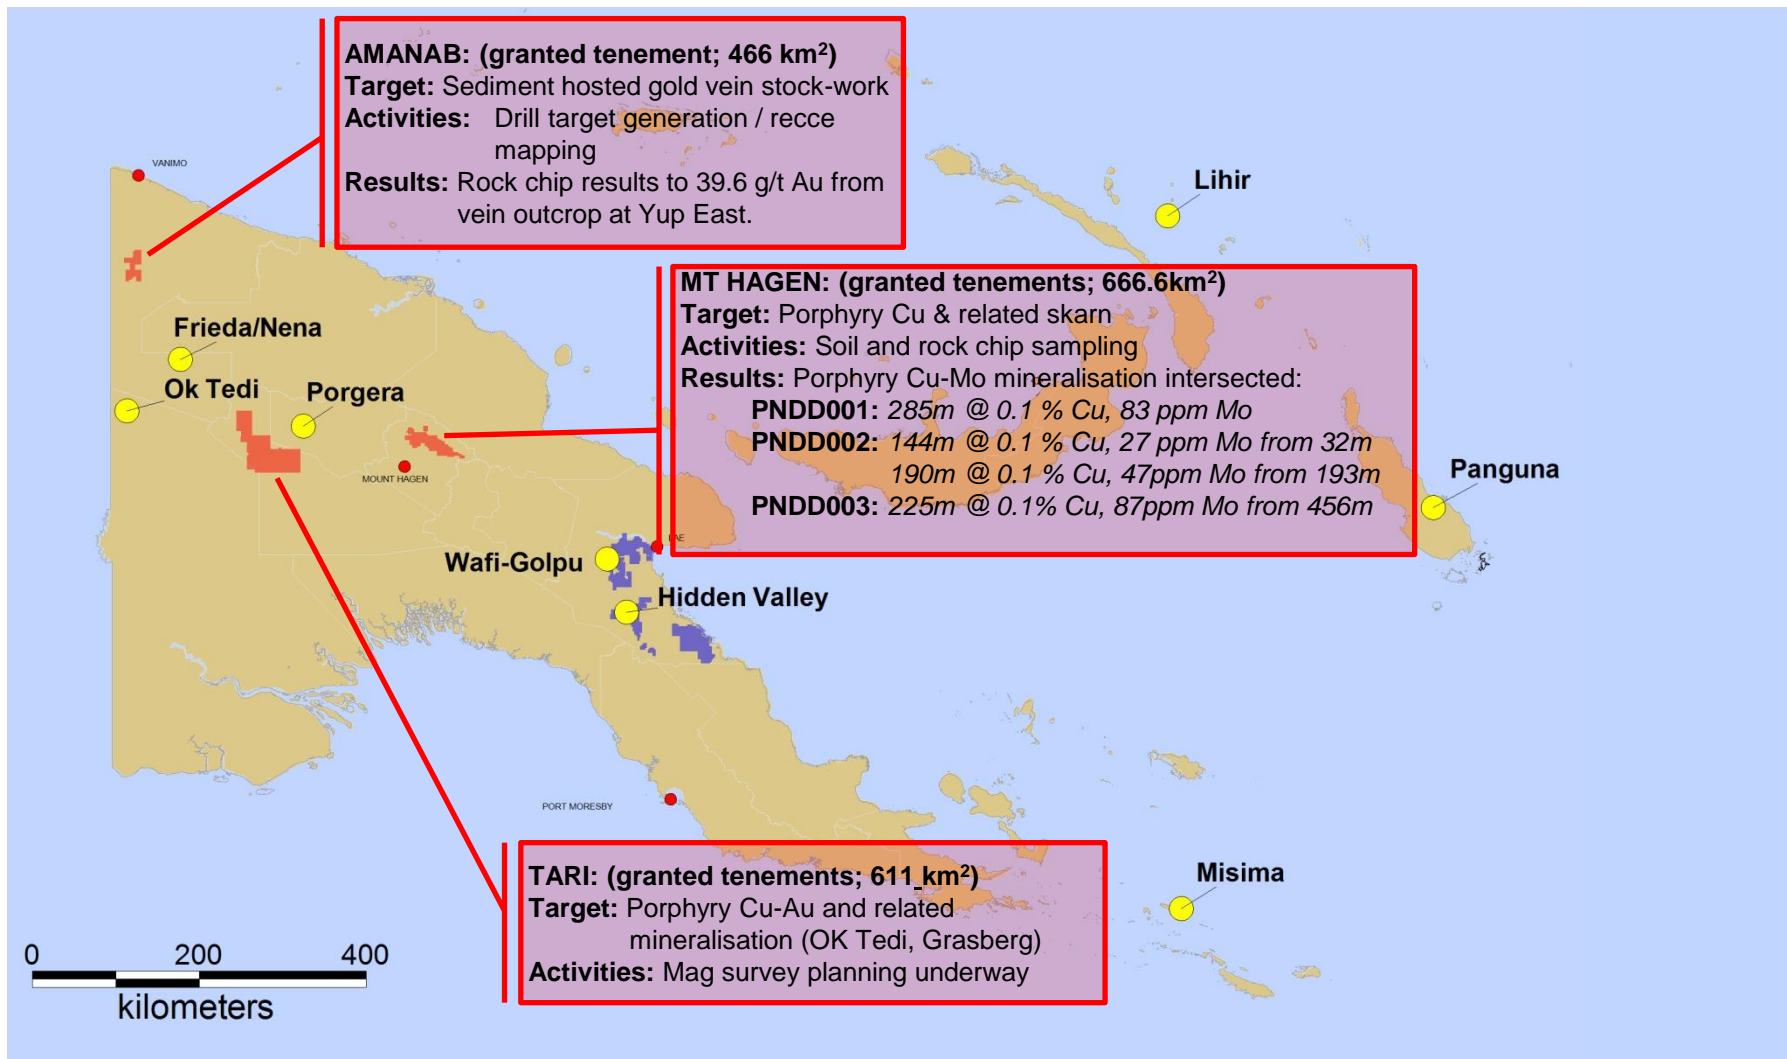 AMANAB: (granted tenement; 466 km²)
Target: Sediment hosted gold vein stock-work
Activities: Drill target generation / recce
mapping
Results: Rock chip results to 39.6 g/t Au from
vein outcrop at Yup East.
VANIMO
Lihir
MT HAGEN: (granted tenements; 666.6km²)
Target: Porphyry Cu & related skarn
Activities: Soil and rock chip sampling
Results: Porphyry Cu-Mo mineralisation intersected:
PNDD001: 285m @ 0.1 % Cu, 83 ppm Mo
PNDD002: 144m @ 0.1 % Cu, 27 ppm Mo from 32m
190m @ 0.1 % Cu, 47ppm Mo from 193m
PNDD003: 225m @ 0.1% Cu, 87ppm Mo from 456m
Frieda/Nena
Ok Tedi
Porgera
MOUNT HAGEN
Panguna
Wafi-Golpu
Hidden Valley
PORT MORESBY
TARI: (granted tenements; 611 km²)
Target: Porphyry Cu-Au and related
mineralisation (OK Tedi, Grasberg)
Activities: Mag survey planning underway
Misima
0 200 400
kilometers